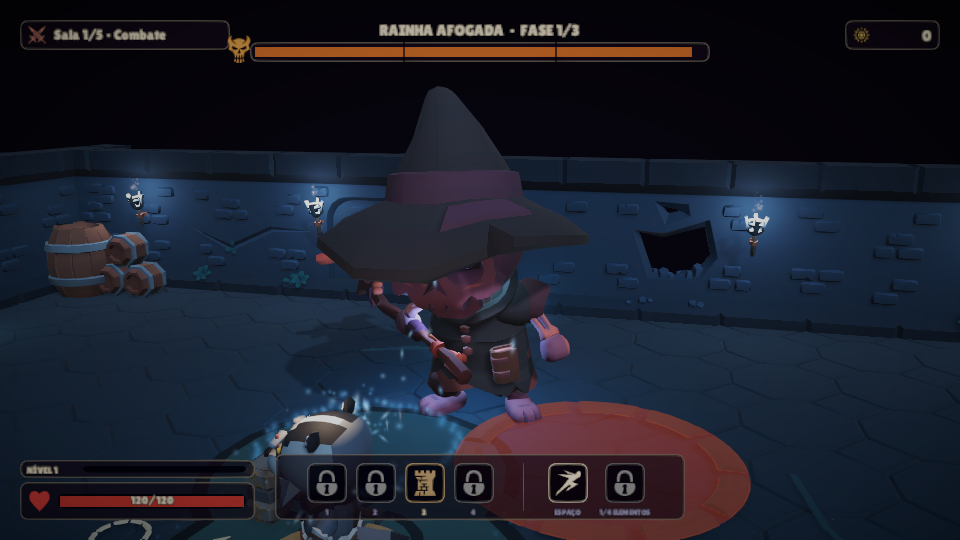 Sala 1/5 · Combate
RAINHA AFOGADA · FASE 1/3
0
NÍVEL 1
120/120
1
2
3
4
ESPAÇO
1/4 ELEMENTOS